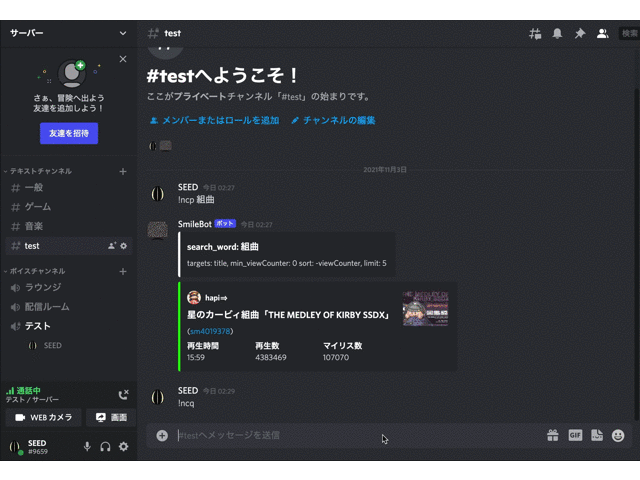 サーバー
さぁ、冒険へ出よう
友達を追加しよう！
友達を招待
テキストチャンネル
一般
ゲーム
音楽
test
ボイスチャンネル
ラウンジ
配信ルーム
テスト
SEED
通話中
テスト / サーバー
WEB カメラ
画面
SEED
#9659
test
検索
#testへようこそ！
ここがプライベートチャンネル「#test」の始まりです。
メンバーまたはロールを追加
チャンネルの編集
2021年11月3日
SEED 今日 02:27
!ncp 組曲
SmileBot ボット 今日 02:27
search_word: 組曲
targets: title, min_viewCounter: 0 sort: -viewCounter, limit: 5
hapi⇒
星のカービィ組曲「THE MEDLEY OF KIRBY SSDX」
(sm4019378)
再生時間 再生数 マイリス数
15:59 4383469 107070
SEED 今日 02:29
!ncq
#testへメッセージを送信
GIF